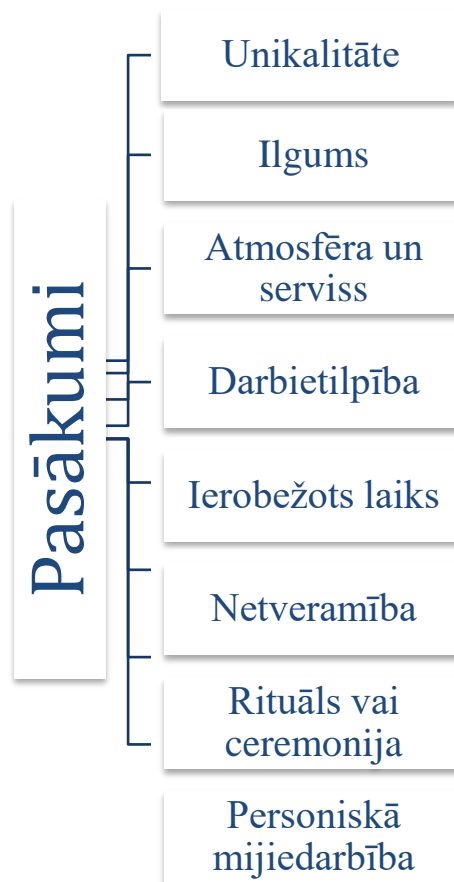 Pasākumi
Unikalitāte
Ilgums
Atmosfēra un
serviss
Darbietilpība
Ierobežots laiks
Netveramība
Rituāls vai
ceremonija
Personiskā
mijiedarbība